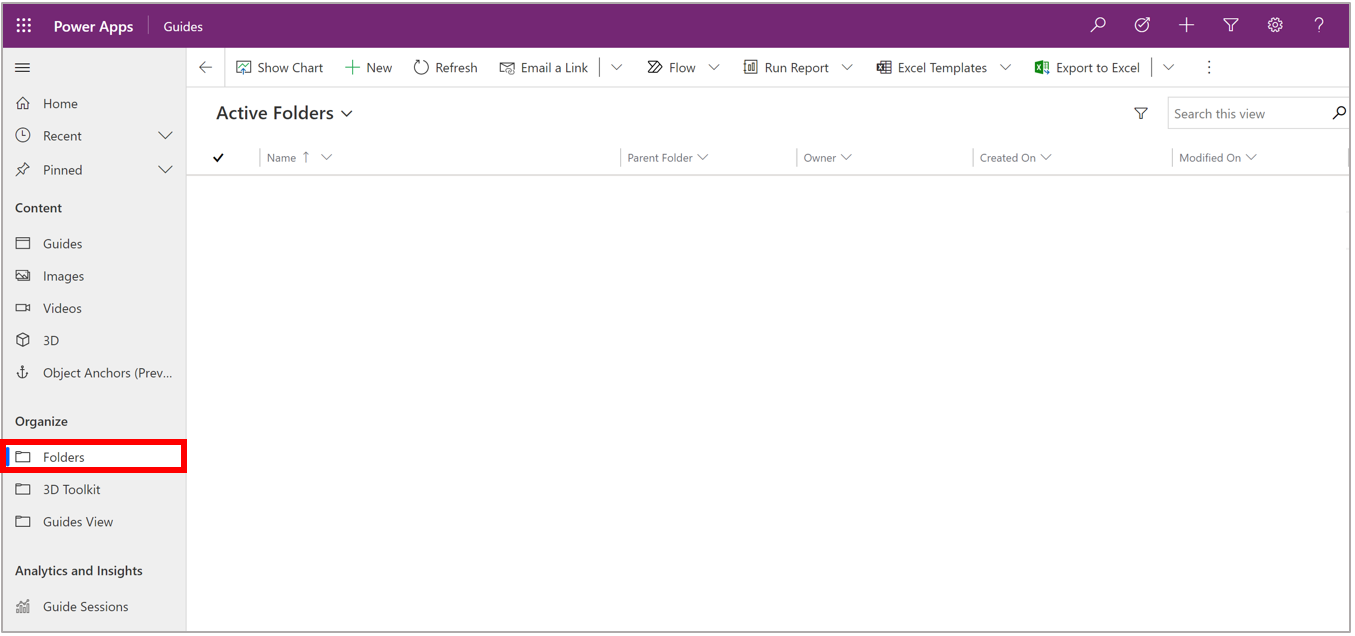 Power Apps Guides
Show Chart New Refresh Email a Link Flow Run Report Excel Templates Export to Excel
Home
Recent
Pinned
Content
Guides
Images
Videos
3D
Object Anchors (Prev...
Organize
Folders
3D Toolkit
Guides View
Analytics and Insights
Guide Sessions
Active Folders
Search this view
Name Parent Folder Owner Created On Modified On